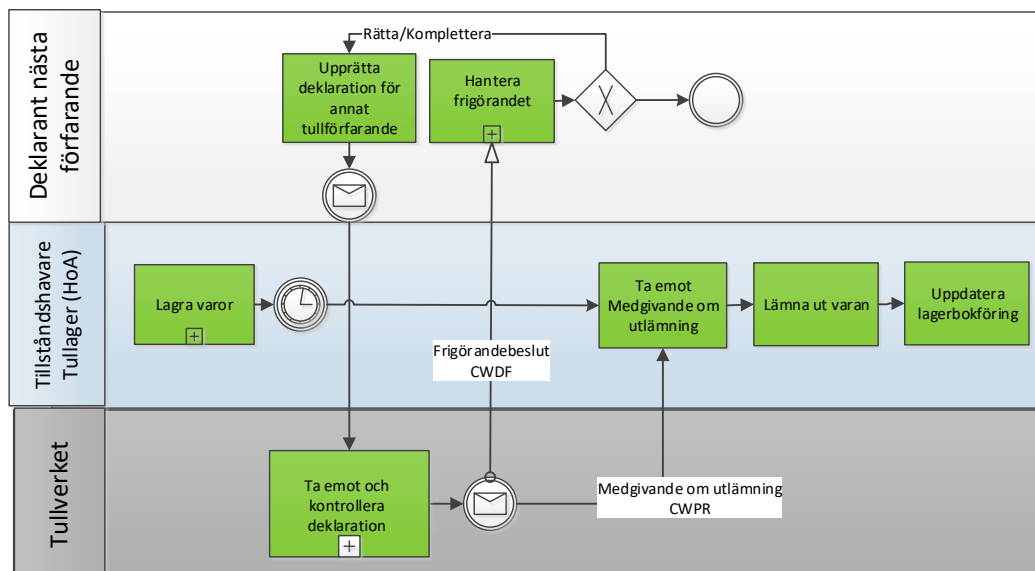 Deklarant nästa
förfarande
Rätta/Komplettera
Upprätta
deklaration för
annat
tullförfarande
Hantera
frigörandet
Tillståndshavare
Tullager (HoA)
Lagra varor
Ta emot
Medgivande om
utlämning
Lämna ut varan
Uppdatera
lagerbokföring
Frigörandebeslut
CWDF
Tullverket
Ta emot och
kontrollera
deklaration
Medgivande om utlämning
CWPR